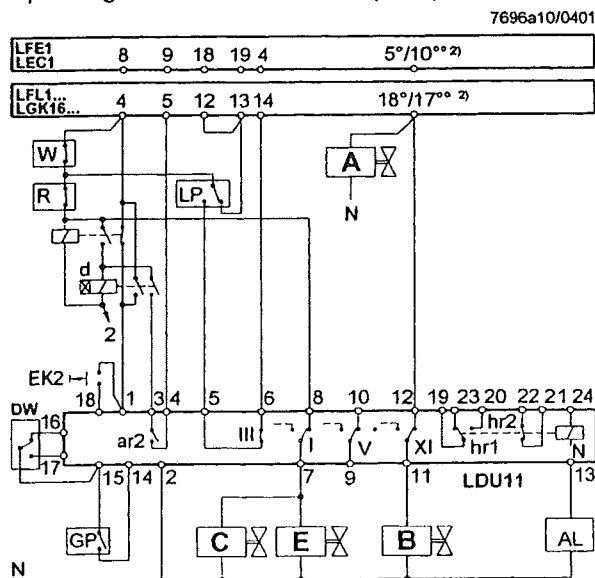 7696a10/0401
LFE1
LEC1
8 9 18 19 4 5°/10°° 2)
LFL1...
LGK16...
4 5 12 13 14 18°/17°° 2)
W
A
R
LP
N
d
2
EK2
18 1 3 4 5 6 8 10 12 19 23 20 22 21 24
DW
16
ar2 III I V XI hr1 hr2 N
17
15 14 2 7 9 11 LDU11 13
GP C E B AL
N